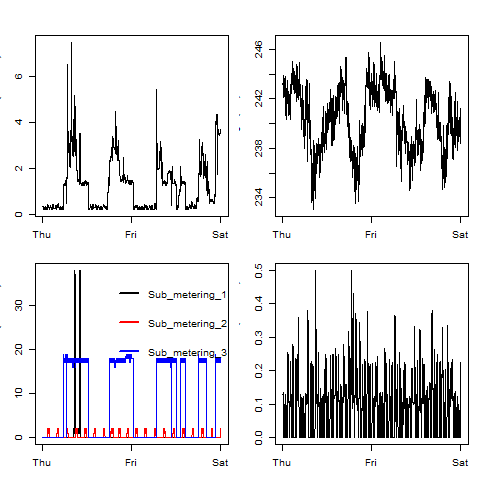 6
4
2
0
Thu Fri Sat
246
242
238
234
Thu Fri Sat
30
20
10
0
Sub_metering_1
Sub_metering_2
Sub_metering_3
Thu Fri Sat
0.5
0.4
0.3
0.2
0.1
0.0
Thu Fri Sat